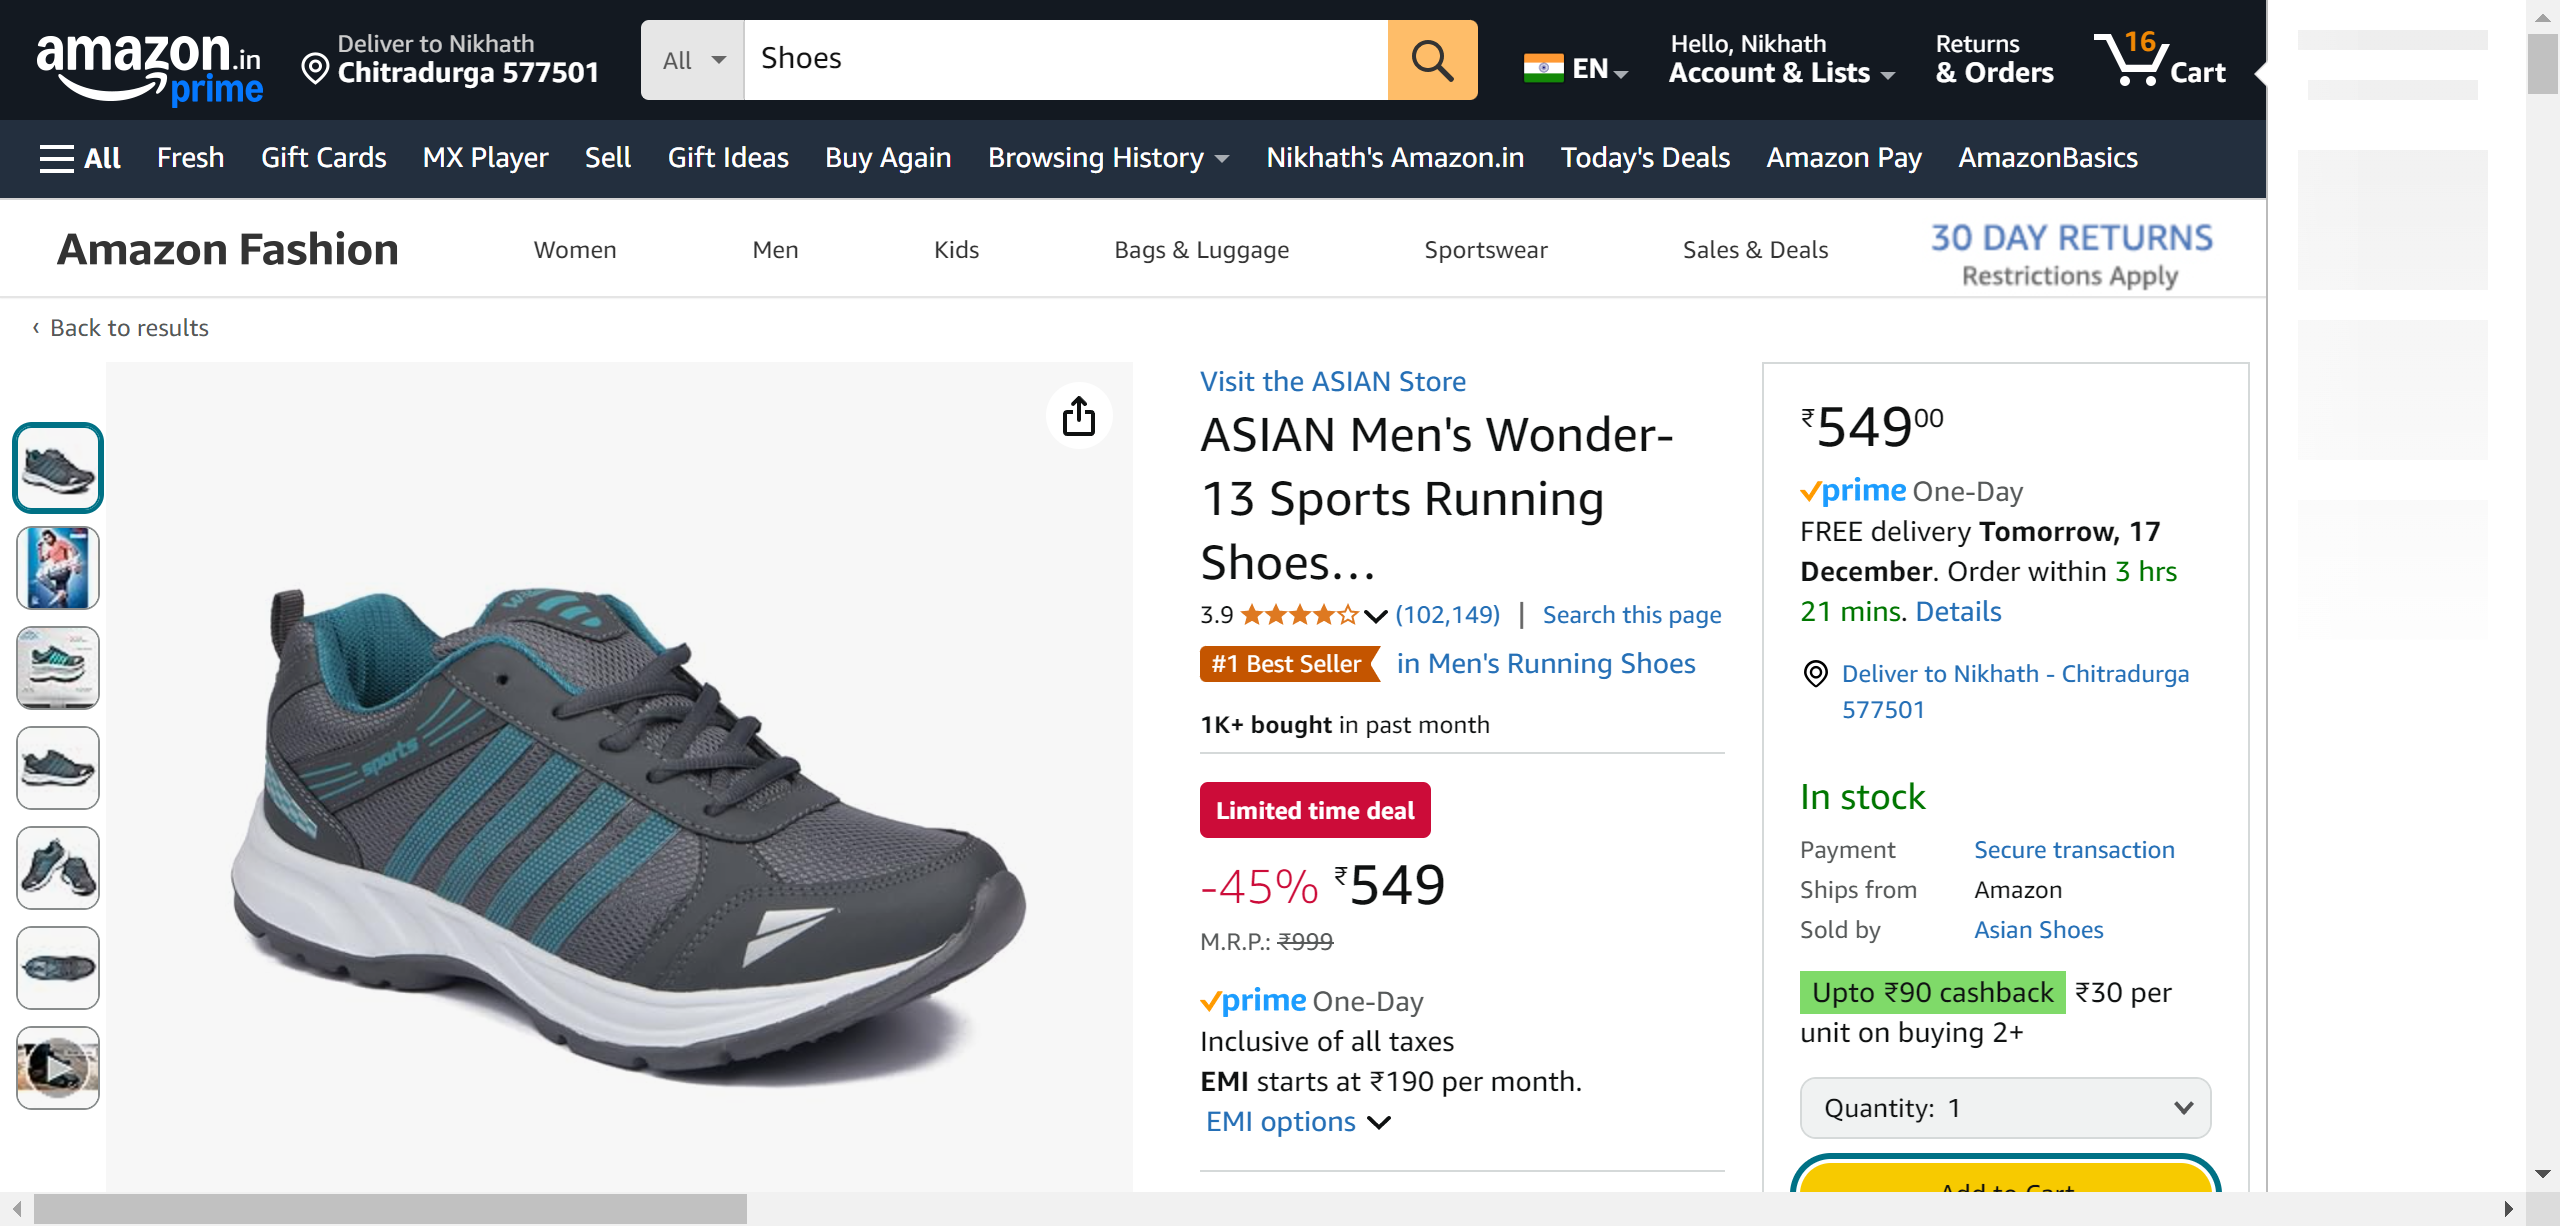 amazon.in
prime
Deliver to Nikhath
Chitradurga 577501
All
Shoes
EN
Hello, Nikhath
Account & Lists
Returns
& Orders
16
Cart
All
Fresh
Gift Cards
MX Player
Sell
Gift Ideas
Buy Again
Browsing History
Nikhath's Amazon.in
Today's Deals
Amazon Pay
AmazonBasics
Amazon Fashion
Women
Men
Kids
Bags & Luggage
Sportswear
Sales & Deals
30 DAY RETURNS
Restrictions Apply
‹ Back to results
sports
Visit the ASIAN Store
ASIAN Men's Wonder-
13 Sports Running
Shoes...
3.9
(102,149) | Search this page
#1 Best Seller in Men's Running Shoes
1K+ bought in past month
Limited time deal
-45% ₹549
M.R.P.: ₹999
prime One-Day
Inclusive of all taxes
EMI starts at ₹190 per month.
EMI options
₹54900
prime One-Day
FREE delivery Tomorrow, 17
December. Order within 3 hrs
21 mins. Details
Deliver to Nikhath - Chitradurga
577501
In stock
Payment Secure transaction
Ships from Amazon
Sold by Asian Shoes
Upto ₹90 cashback ₹30 per
unit on buying 2+
Quantity: 1
Add to Cart